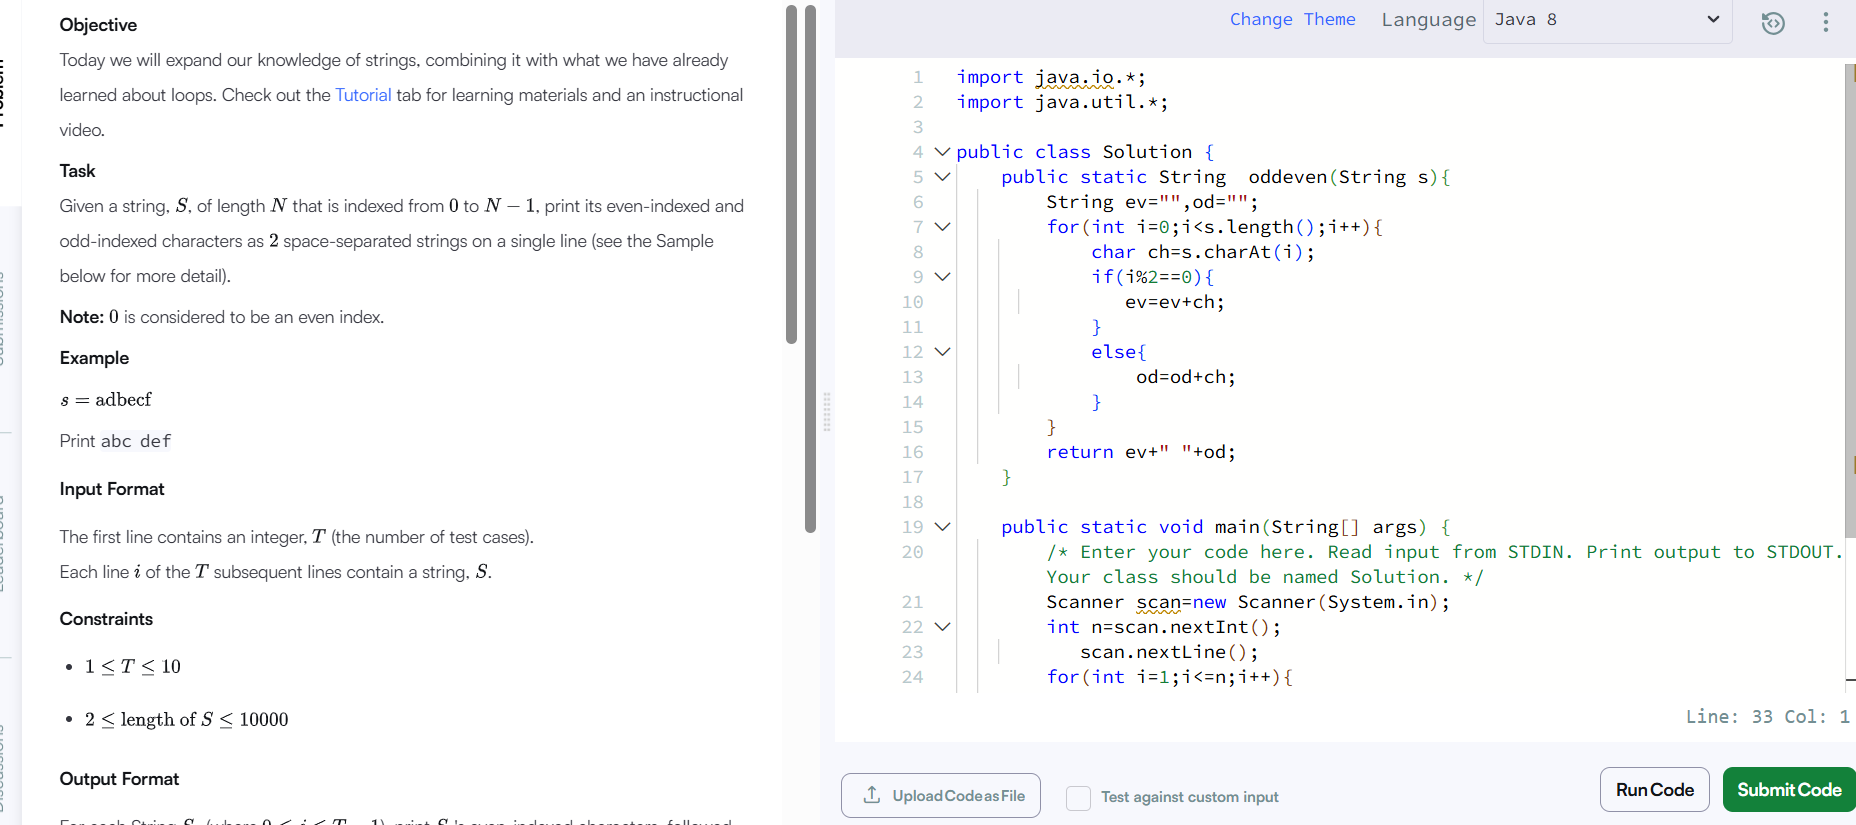 Objective
Today we will expand our knowledge of strings, combining it with what we have already
learned about loops. Check out the Tutorial tab for learning materials and an instructional
video.
Task
Given a string, S, of length N that is indexed from 0 to N − 1, print its even-indexed and
odd-indexed characters as 2 space-separated strings on a single line (see the Sample
below for more detail).
Note: 0 is considered to be an even index.
Example
s = adbecf
Print abc def
Input Format
The first line contains an integer, T (the number of test cases).
Each line i of the T subsequent lines contain a string, S.
Constraints
• 1 ≤ T ≤ 10
• 2 ≤ length of S ≤ 10000
Output Format
Change Theme Language Java 8
1 import java.io.*;
2 import java.util.*;
3
4 public class Solution {
5 public static String oddeven(String s){
6 String ev="",od="";
7 for(int i=0;i<s.length();i++){
8 char ch=s.charAt(i);
9 if(i%2==0){
10 ev=ev+ch;
11 }
12 else{
13 od=od+ch;
14 }
15 }
16 return ev+" "+od;
17 }
18
19 public static void main(String[] args) {
20 /* Enter your code here. Read input from STDIN. Print output to STDOUT.
Your class should be named Solution. */
21 Scanner scan=new Scanner(System.in);
22 int n=scan.nextInt();
23 scan.nextLine();
24 for(int i=1;i<=n;i++){
Line: 33 Col: 1
Upload Code as File
Test against custom input
Run Code
Submit Code